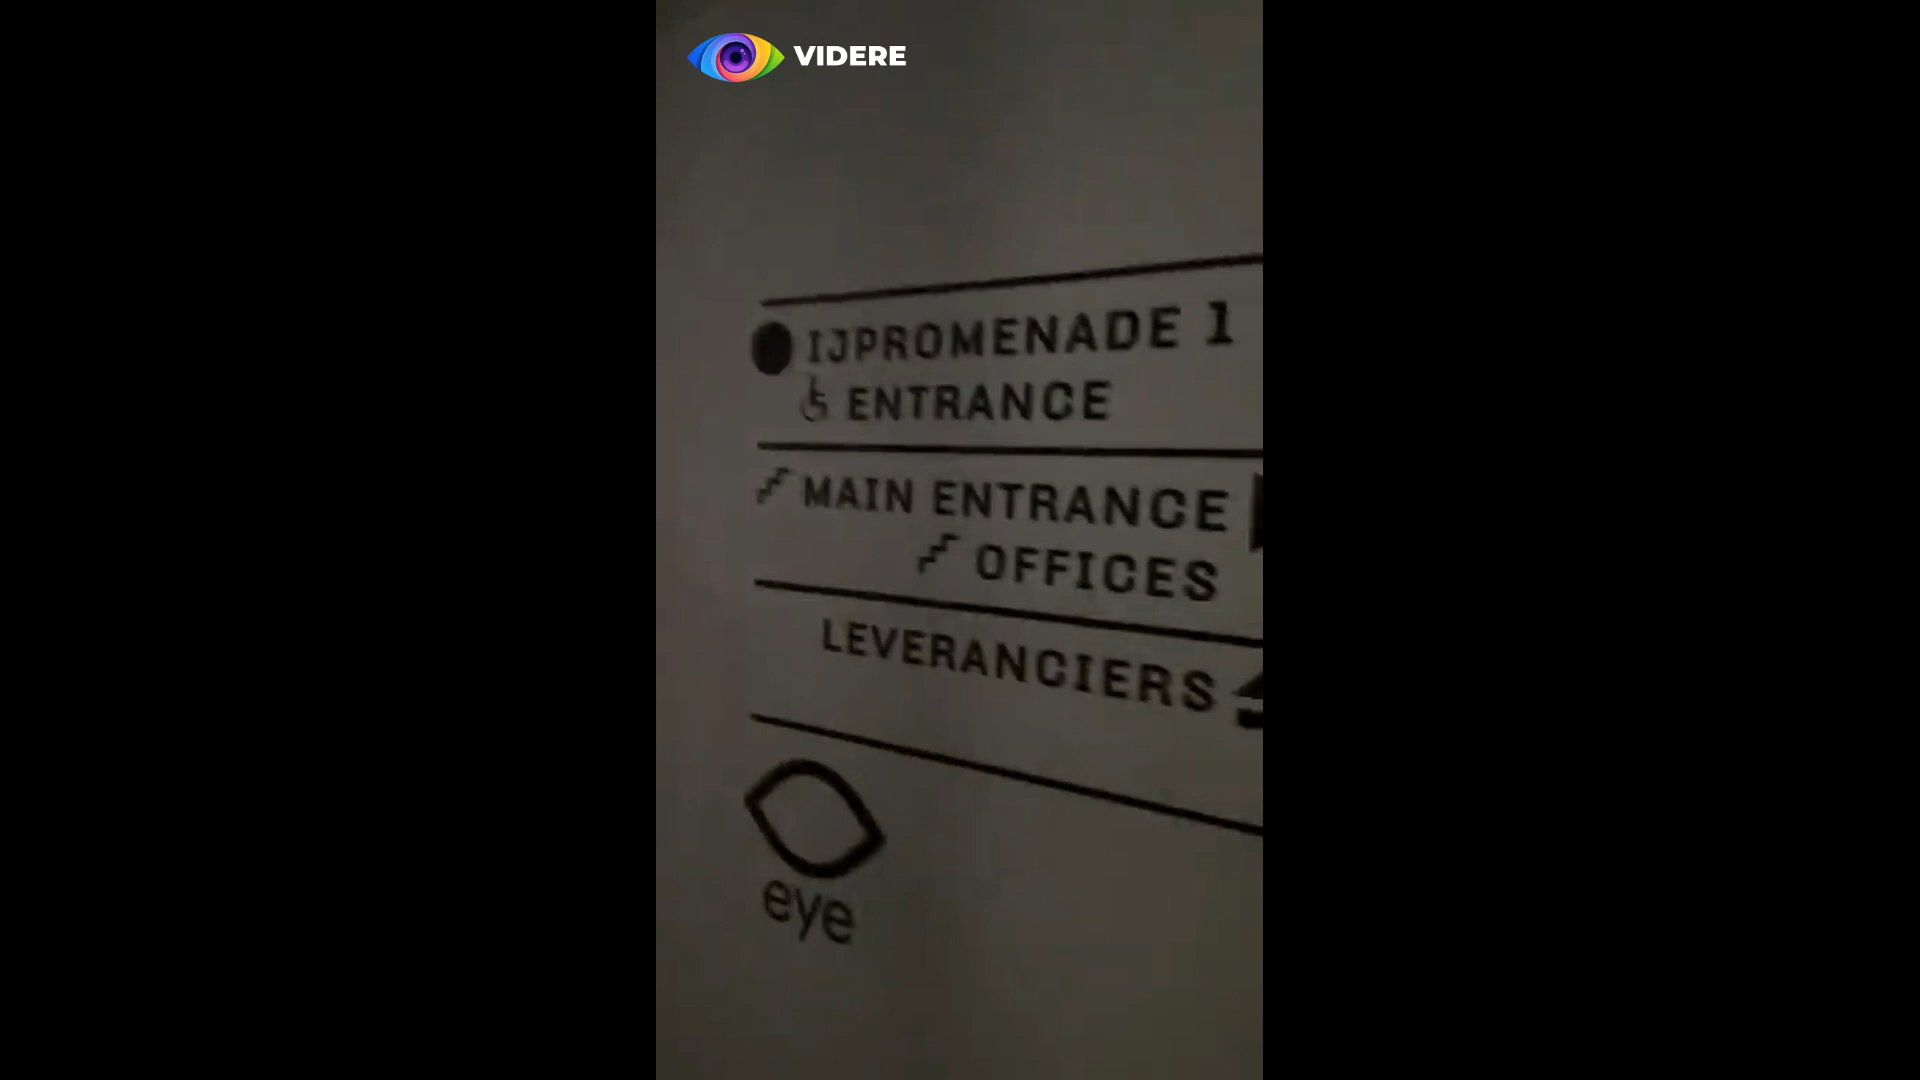 VIDERE
IJPROMENADE 1
ENTRANCE
MAIN ENTRANCE
OFFICES
LEVERANCIERS
eye